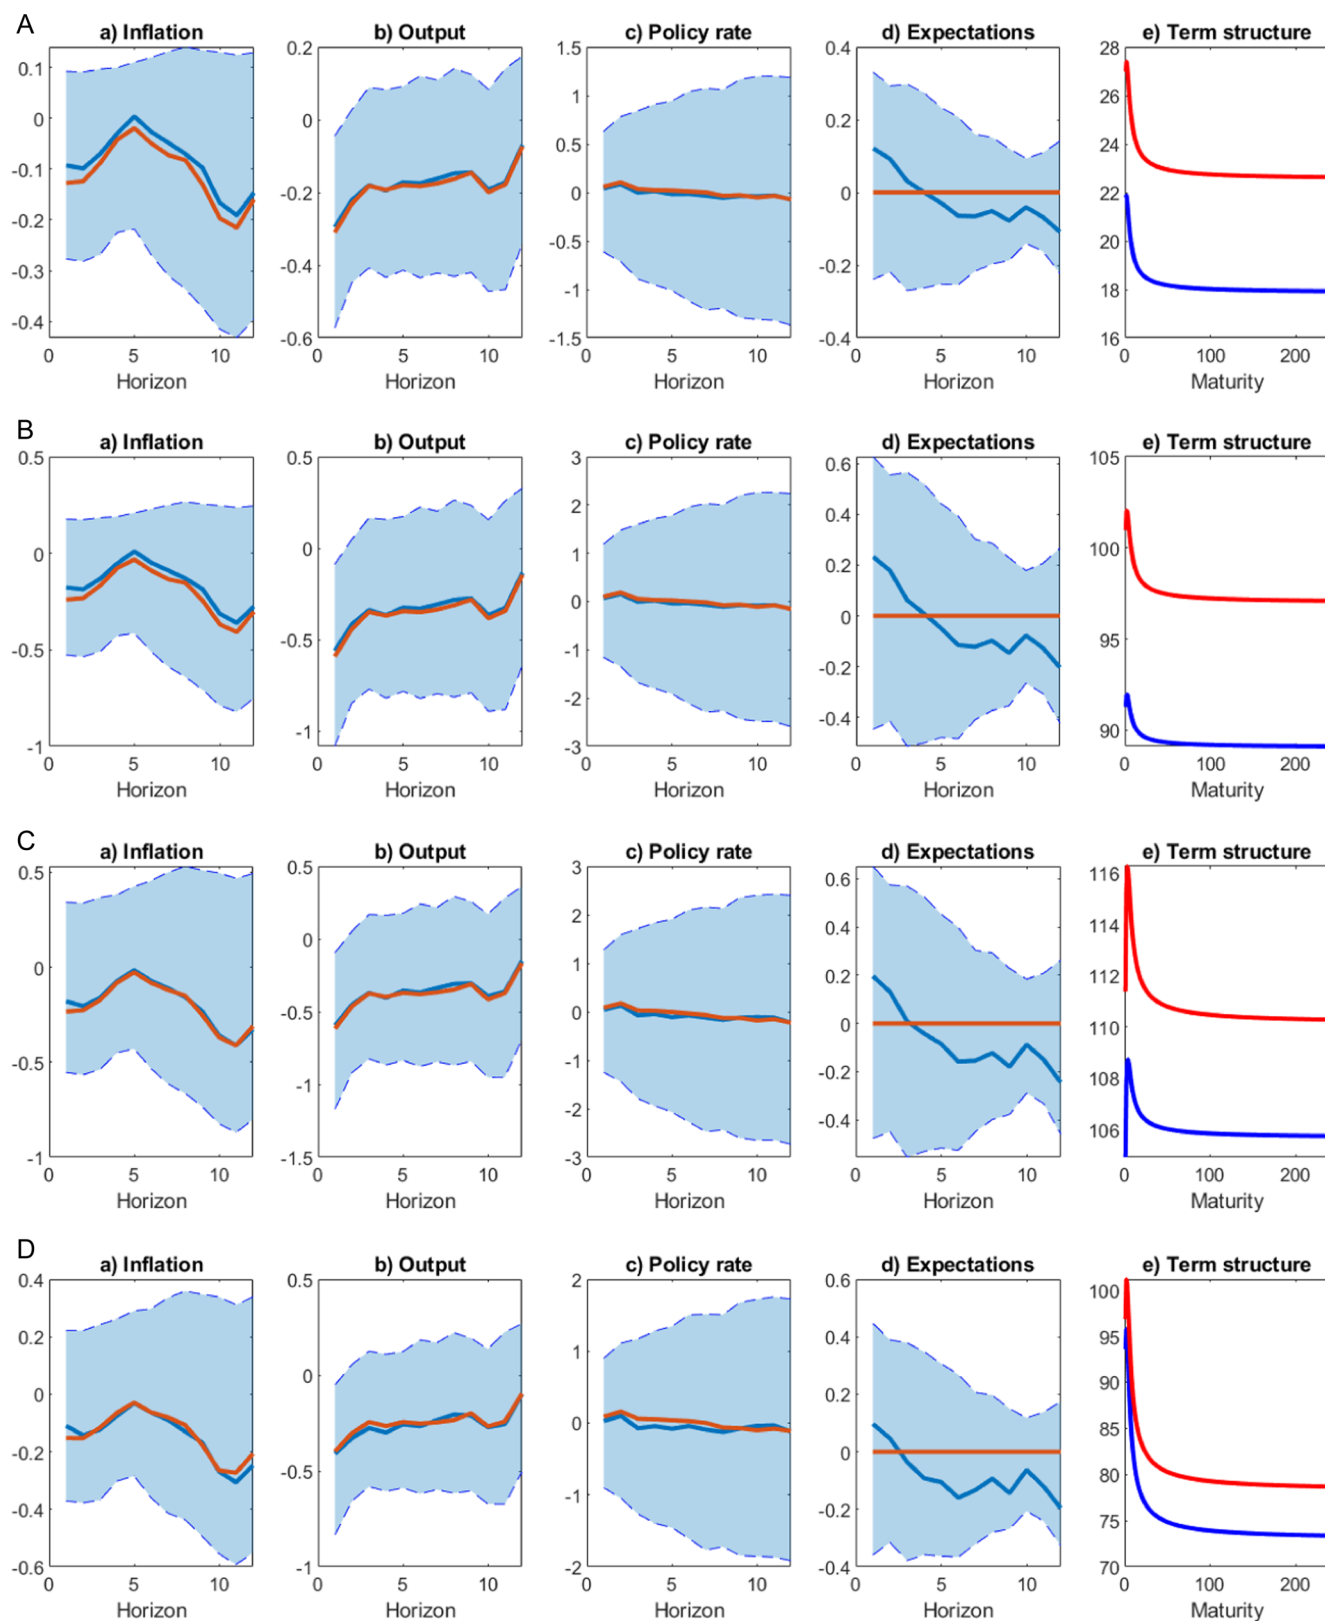 A
a) Inflation b) Output c) Policy rate d) Expectations e) Term structure
0.1 0 -0.1 -0.2 -0.3 -0.4
0 5 10
Horizon
0.2 0 -0.2 -0.4 -0.6
0 5 10
Horizon
1.5 1 0.5 0 -0.5 -1 -1.5
0 5 10
Horizon
0.4 0.2 0 -0.2 -0.4
0 5 10
Horizon
28 26 24 22 20 18 16
0 100 200
Maturity
B
a) Inflation b) Output c) Policy rate d) Expectations e) Term structure
0.5 0 -0.5 -1
0 5 10
Horizon
0.5 0 -0.5 -1
0 5 10
Horizon
3 2 1 0 -1 -2 -3
0 5 10
Horizon
0.6 0.4 0.2 0 -0.2 -0.4
0 5 10
Horizon
105 100 95 90
0 100 200
Maturity
C
a) Inflation b) Output c) Policy rate d) Expectations e) Term structure
0.5 0 -0.5 -1
0 5 10
Horizon
0.5 0 -0.5 -1 -1.5
0 5 10
Horizon
3 2 1 0 -1 -2 -3
0 5 10
Horizon
0.6 0.4 0.2 0 -0.2 -0.4
0 5 10
Horizon
116 114 112 110 108 106
0 100 200
Maturity
D
a) Inflation b) Output c) Policy rate d) Expectations e) Term structure
0.4 0.2 0 -0.2 -0.4 -0.6
0 5 10
Horizon
0.5 0 -0.5 -1
0 5 10
Horizon
2 1 0 -1 -2
0 5 10
Horizon
0.6 0.4 0.2 0 -0.2 -0.4
0 5 10
Horizon
100 95 90 85 80 75 70
0 100 200
Maturity